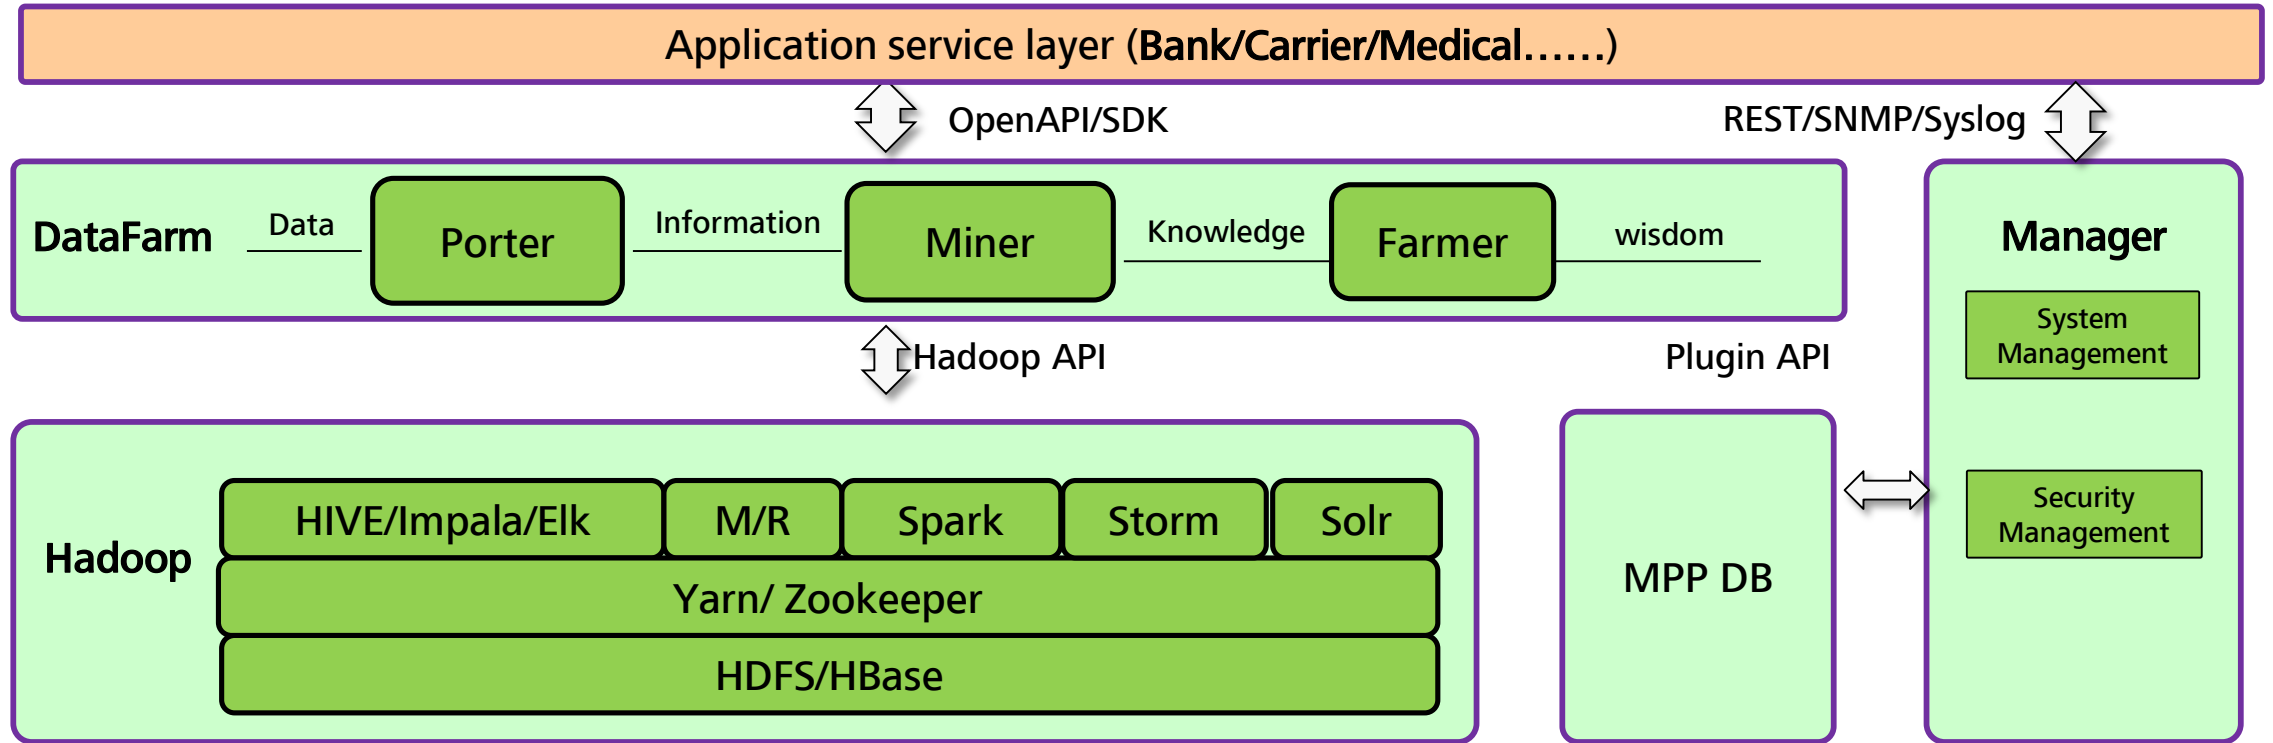 Application service layer (Bank/Carrier/Medical……)
OpenAPI/SDK
REST/SNMP/Syslog
DataFarm
Data
Porter
Information
Miner
Knowledge
Farmer
wisdom
Manager
System
Management
Security
Management
Hadoop API
Plugin API
Hadoop
HIVE/Impala/Elk
M/R
Spark
Storm
Solr
Yarn/ Zookeeper
HDFS/HBase
MPP DB